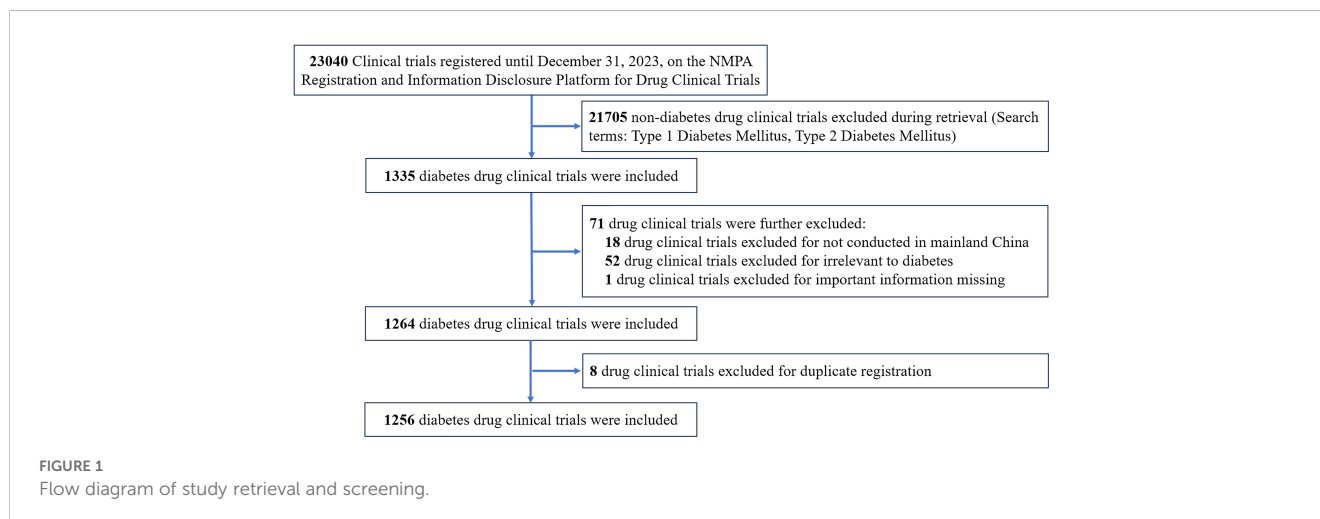 23040 Clinical trials registered until December 31, 2023, on the NMPA
Registration and Information Disclosure Platform for Drug Clinical Trials
21705 non-diabetes drug clinical trials excluded during retrieval (Search
terms: Type 1 Diabetes Mellitus, Type 2 Diabetes Mellitus)
1335 diabetes drug clinical trials were included
71 drug clinical trials were further excluded:
18 drug clinical trials excluded for not conducted in mainland China
52 drug clinical trials excluded for irrelevant to diabetes
1 drug clinical trials excluded for important information missing
1264 diabetes drug clinical trials were included
8 drug clinical trials excluded for duplicate registration
1256 diabetes drug clinical trials were included
FIGURE 1
Flow diagram of study retrieval and screening.